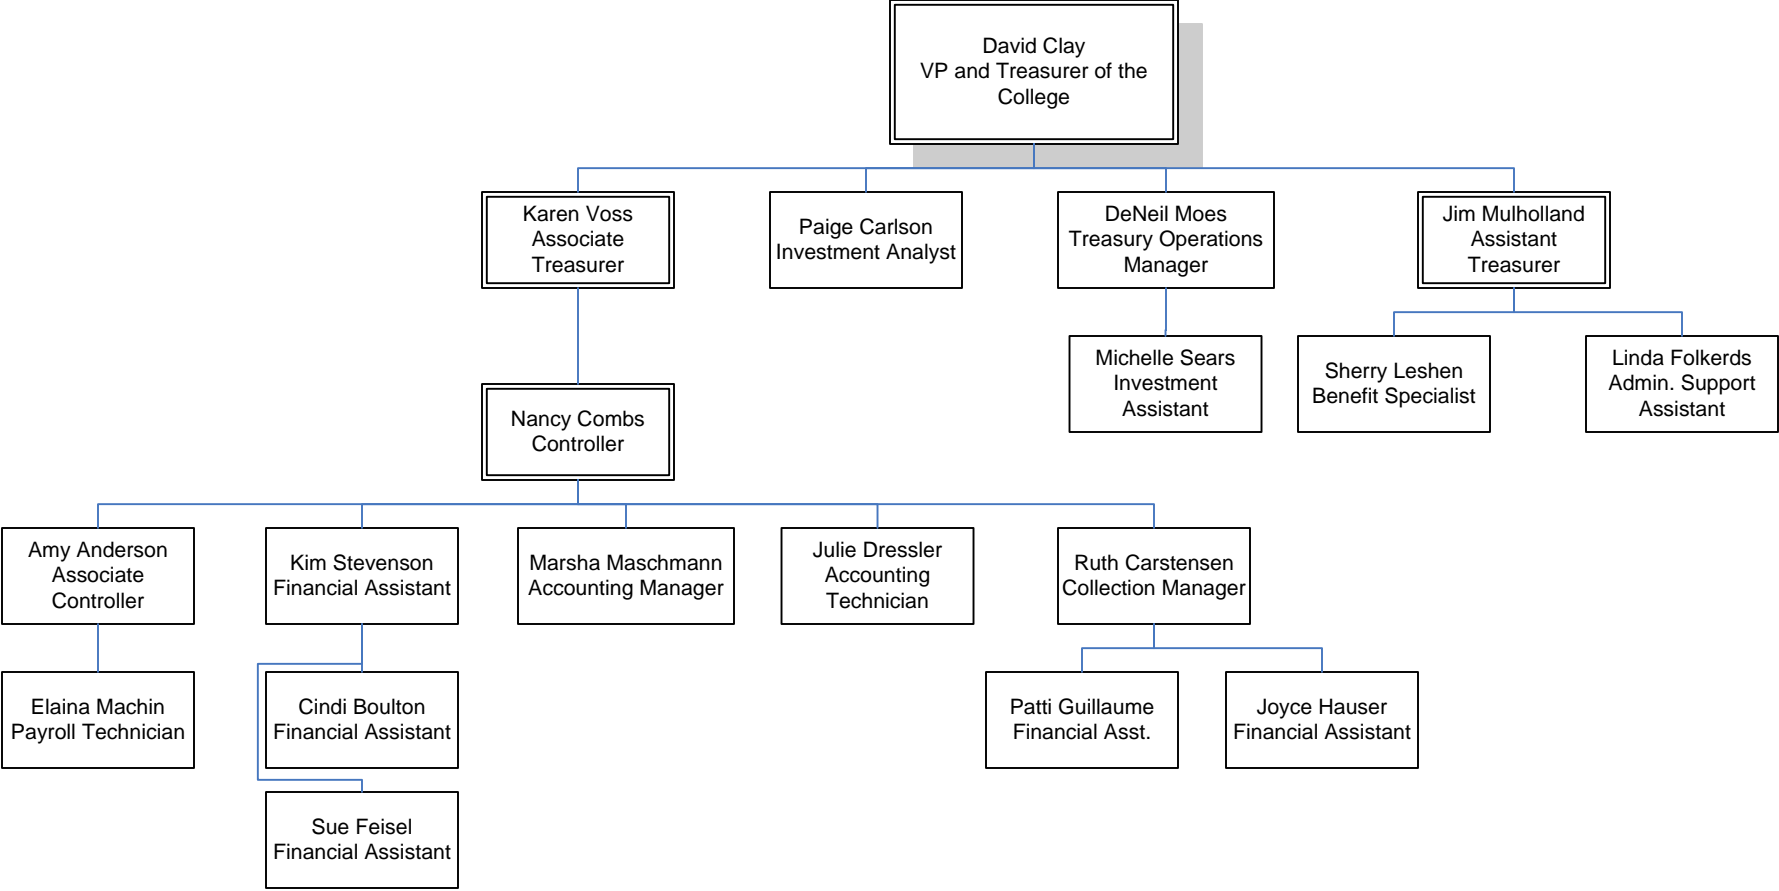 David Clay
VP and Treasurer of the
College
Karen Voss
Associate
Treasurer
Paige Carlson
Investment Analyst
DeNeil Moes
Treasury Operations
Manager
Jim Mulholland
Assistant
Treasurer
Michelle Sears
Investment
Assistant
Sherry Leshen
Benefit Specialist
Linda Folkerds
Admin. Support
Assistant
Nancy Combs
Controller
Amy Anderson
Associate
Controller
Kim Stevenson
Financial Assistant
Marsha Maschmann
Accounting Manager
Julie Dressler
Accounting
Technician
Ruth Carstensen
Collection Manager
Elaina Machin
Payroll Technician
Cindi Boulton
Financial Assistant
Patti Guillaume
Financial Asst.
Joyce Hauser
Financial Assistant
Sue Feisel
Financial Assistant